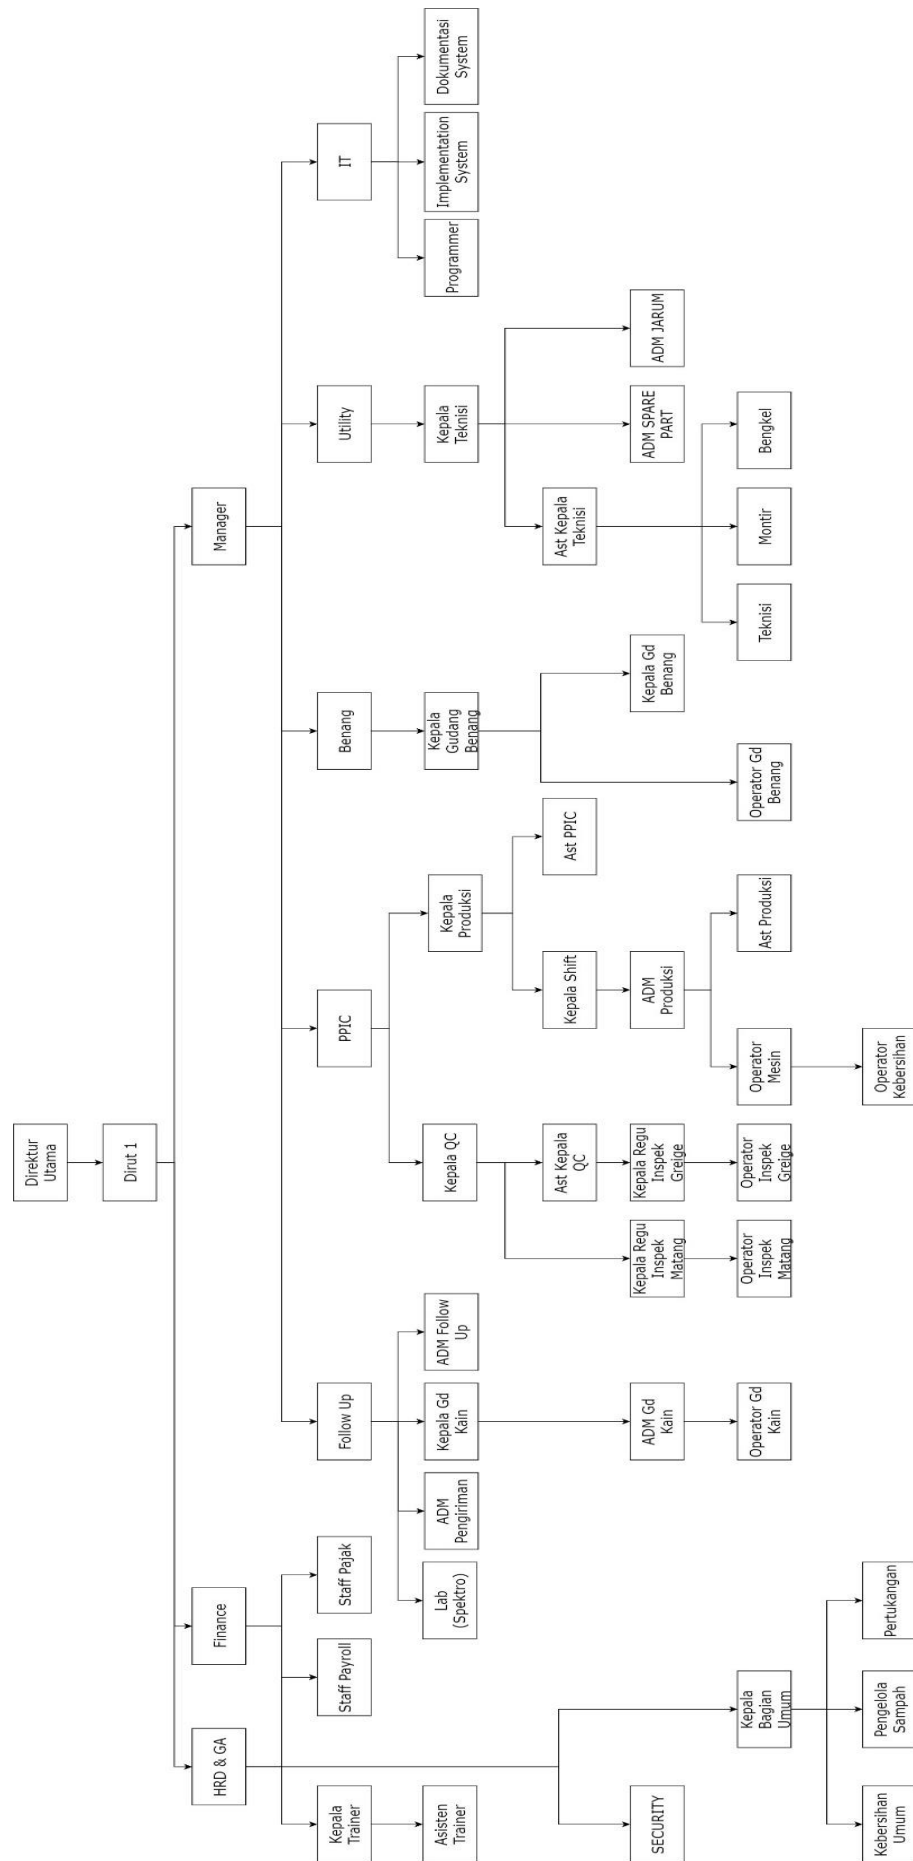 Direktur
Utama
Dirut 1
HRD & GA
Finance
Manager
Kepala
Trainer
Staff Payroll
Staff Pajak
Follow Up
PPIC
Benang
Utility
IT
Asisten
Trainer
Lab
(Spektro)
ADM
Pengiriman
Kepala Gd
Kain
ADM Follow
Up
Kepala QC
Kepala
Produksi
Kepala
Gudang
Benang
Kepala
Teknisi
Programmer
Implementation
System
Dokumentasi
System
Ast Kepala
QC
Kepala Shift
Ast PPIC
Ast Kepala
Teknisi
SECURITY
ADM Gd
Kain
Kepala Regu
Inspek
Matang
Kepala Regu
Inspek
Greige
ADM
Produksi
Kepala Gd
Benang
ADM SPARE
PART
ADM JARUM
Kepala
Bagian
Umum
Operator Gd
Kain
Operator
Inspek
Matang
Operator
Inspek
Greige
Operator
Mesin
Ast Produksi
Operator Gd
Benang
Teknisi
Montir
Bengkel
Kebersihan
Umum
Pengelola
Sampah
Pertukangan
Operator
Kebersihan